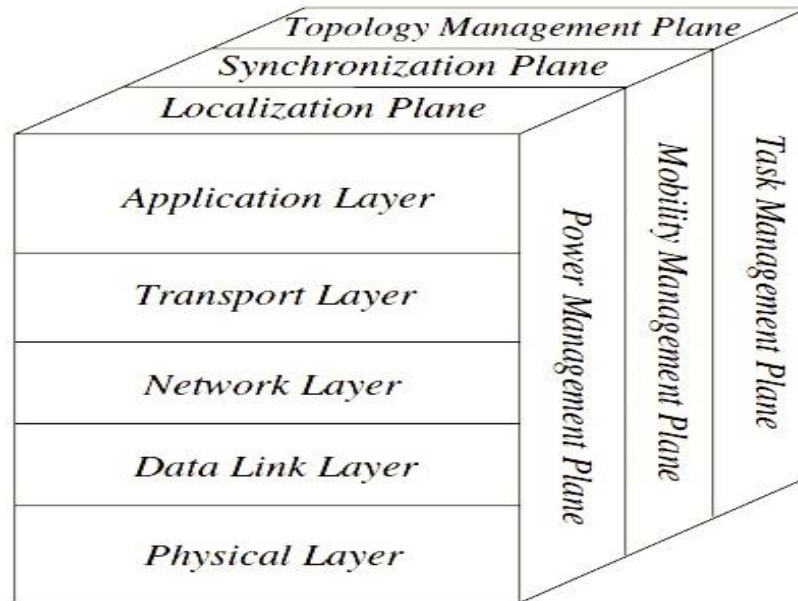 Topology Management Plane
Synchronization Plane
Localization Plane
Application Layer
Transport Layer
Network Layer
Data Link Layer
Physical Layer
Power Management Plane
Mobility Management Plane
Task Management Plane